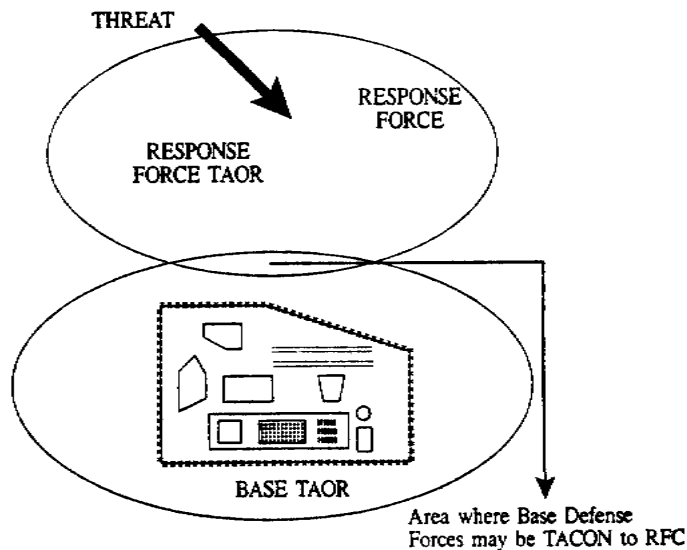 THREAT
RESPONSE
FORCE
RESPONSE
FORCE TAOR
BASE TAOR
Area where Base Defense
Forces may be TACON to RFC